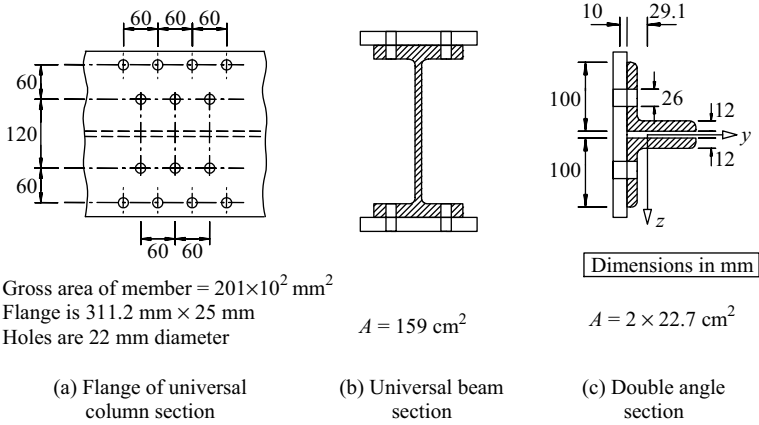 60 60 60
60
120
60
60 60
10 29.1
100
26
12
y
100
12
z
Dimensions in mm
Gross area of member = 201×10² mm²
Flange is 311.2 mm × 25 mm
Holes are 22 mm diameter
A = 159 cm²
A = 2 × 22.7 cm²
(a) Flange of universal
column section
(b) Universal beam
section
(c) Double angle
section